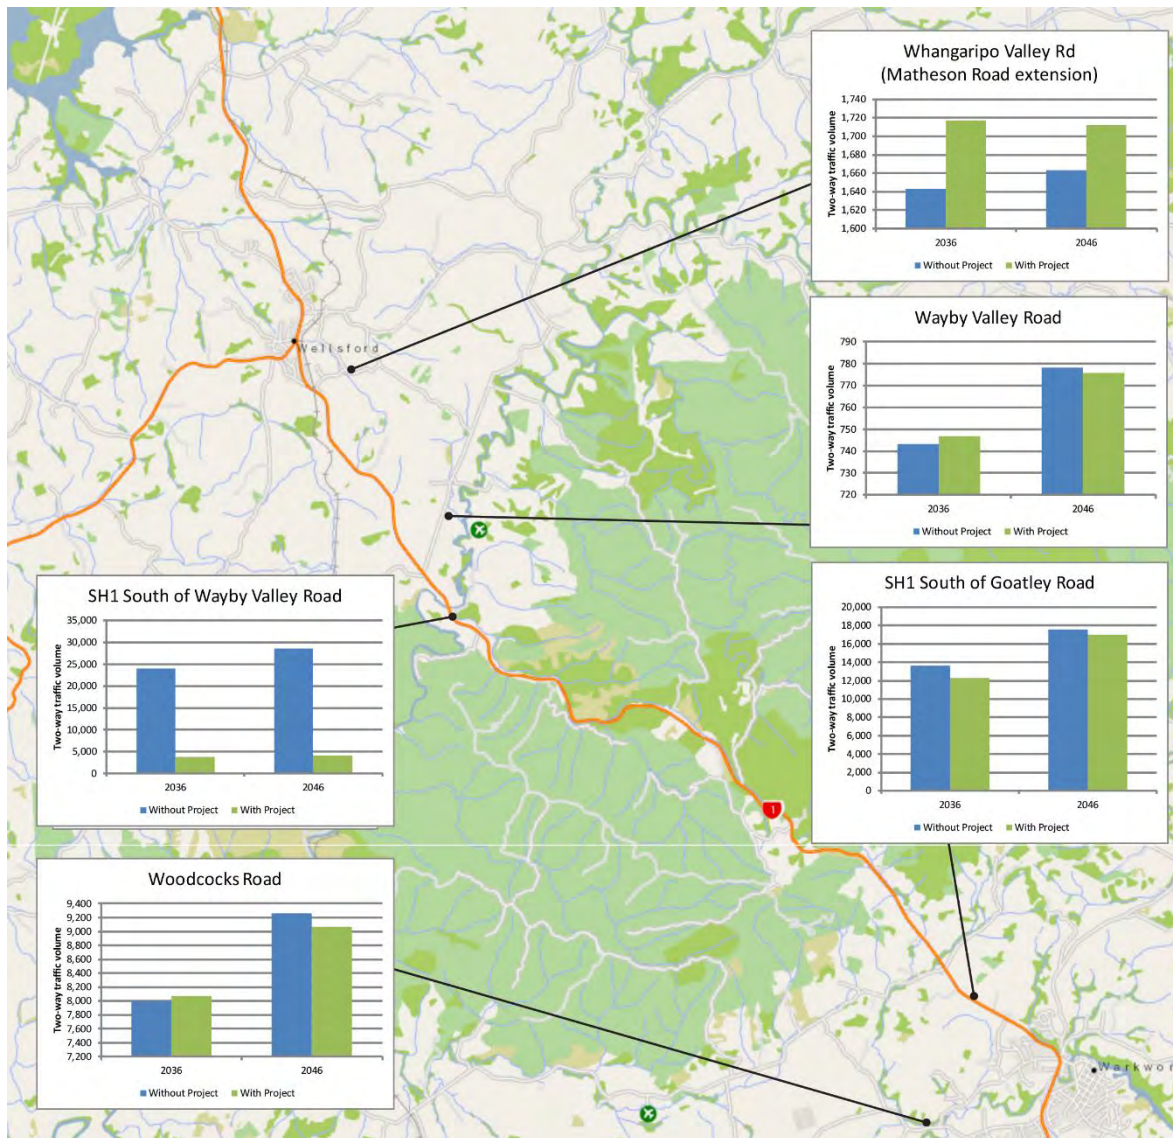 Whangaripo Valley Rd
(Matheson Road extension)
Two-way traffic volume
1,740
1,720
1,700
1,680
1,660
1,640
1,620
1,600
2036 2046
Without Project With Project
Wayby Valley Road
Two-way traffic volume
790
780
770
760
750
740
730
720
2036 2046
Without Project With Project
Wellsford
SH1 South of Wayby Valley Road
Two-way traffic volume
35,000
30,000
25,000
20,000
15,000
10,000
5,000
0
2036 2046
Without Project With Project
SH1 South of Goatley Road
Two-way traffic volume
20,000
18,000
16,000
14,000
12,000
10,000
8,000
6,000
4,000
2,000
0
2036 2046
Without Project With Project
1
Woodcocks Road
Two-way traffic volume
9,400
9,200
9,000
8,800
8,600
8,400
8,200
8,000
7,800
7,600
7,400
7,200
2036 2046
Without Project With Project
Warkwor